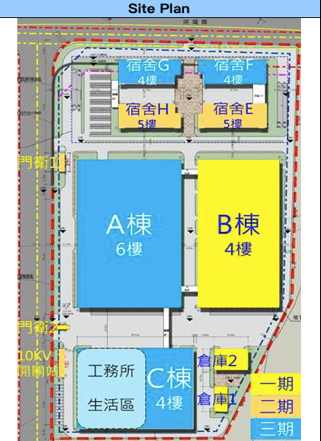 Site Plan
宿舍G
4樓
宿舍F
4樓
宿舍H
5樓
宿舍E
5樓
門衛1
A棟
6樓
B棟
4樓
門衛2
10KV
開關站
工務所
生活區
C棟
4樓
倉庫2
倉庫1
一期
二期
三期